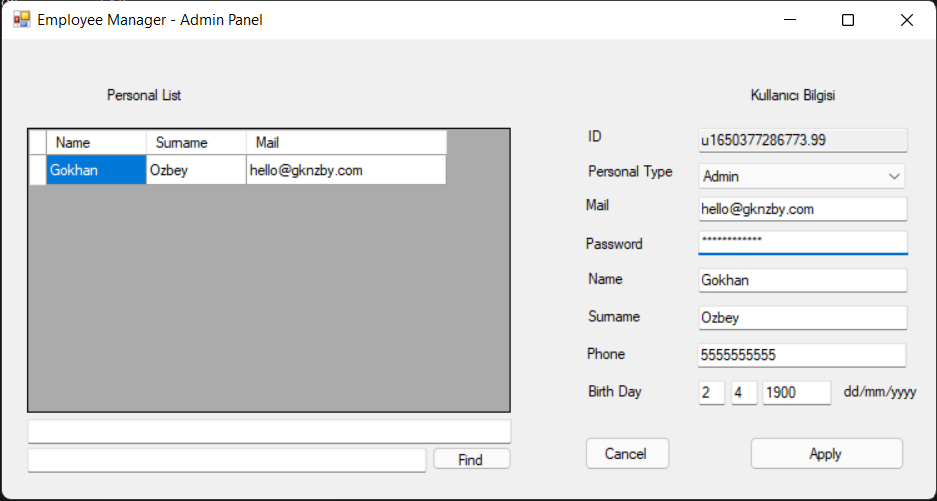 Employee Manager - Admin Panel
Personal List
Name Surname Mail
Gokhan Ozbey hello@gknzby.com
Find
Kullanıcı Bilgisi
ID u1650377286773.99
Personal Type Admin
Mail hello@gknzby.com
Password ************
Name Gokhan
Surname Ozbey
Phone 5555555555
Birth Day 2 4 1900 dd/mm/yyyy
Cancel Apply